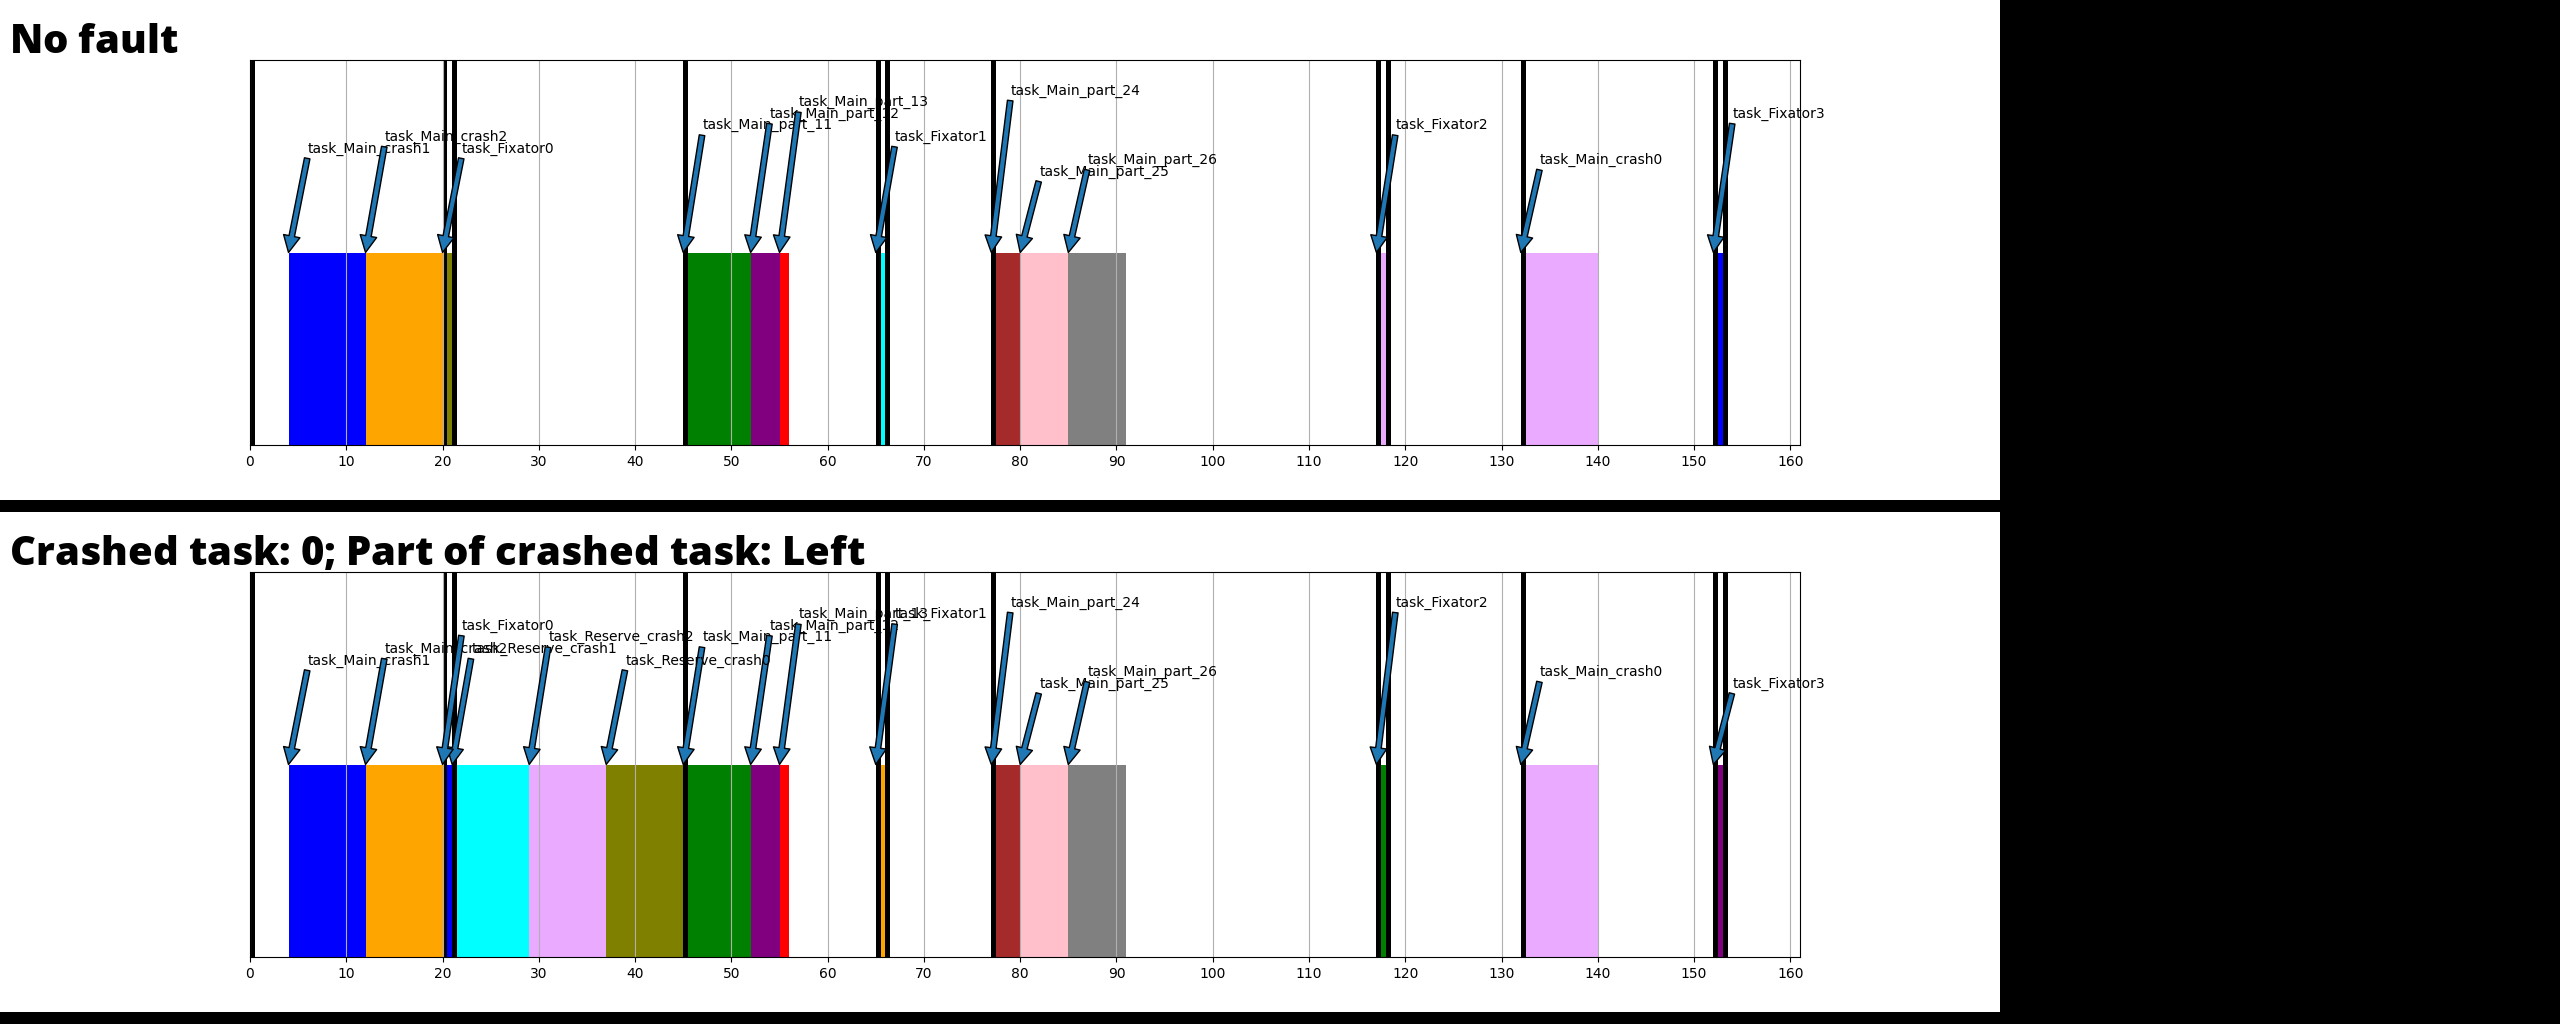 No fault
task_Main_crash1
task_Main_crash2
task_Fixator0
task_Main_part_11
task_Main_part_12
task_Main_part_13
task_Fixator1
task_Main_part_24
task_Main_part_25
task_Main_part_26
task_Fixator2
task_Main_crash0
task_Fixator3
0 10 20 30 40 50 60 70 80 90 100 110 120 130 140 150 160
Crashed task: 0; Part of crashed task: Left
task_Main_crash1
task_Main_crash2
task_Fixator0
task_Reserve_crash1
task_Reserve_crash2
task_Reserve_crash0
task_Main_part_11
task_Main_part_12
task_Main_part_13
task_Fixator1
task_Main_part_24
task_Main_part_25
task_Main_part_26
task_Fixator2
task_Main_crash0
task_Fixator3
0 10 20 30 40 50 60 70 80 90 100 110 120 130 140 150 160